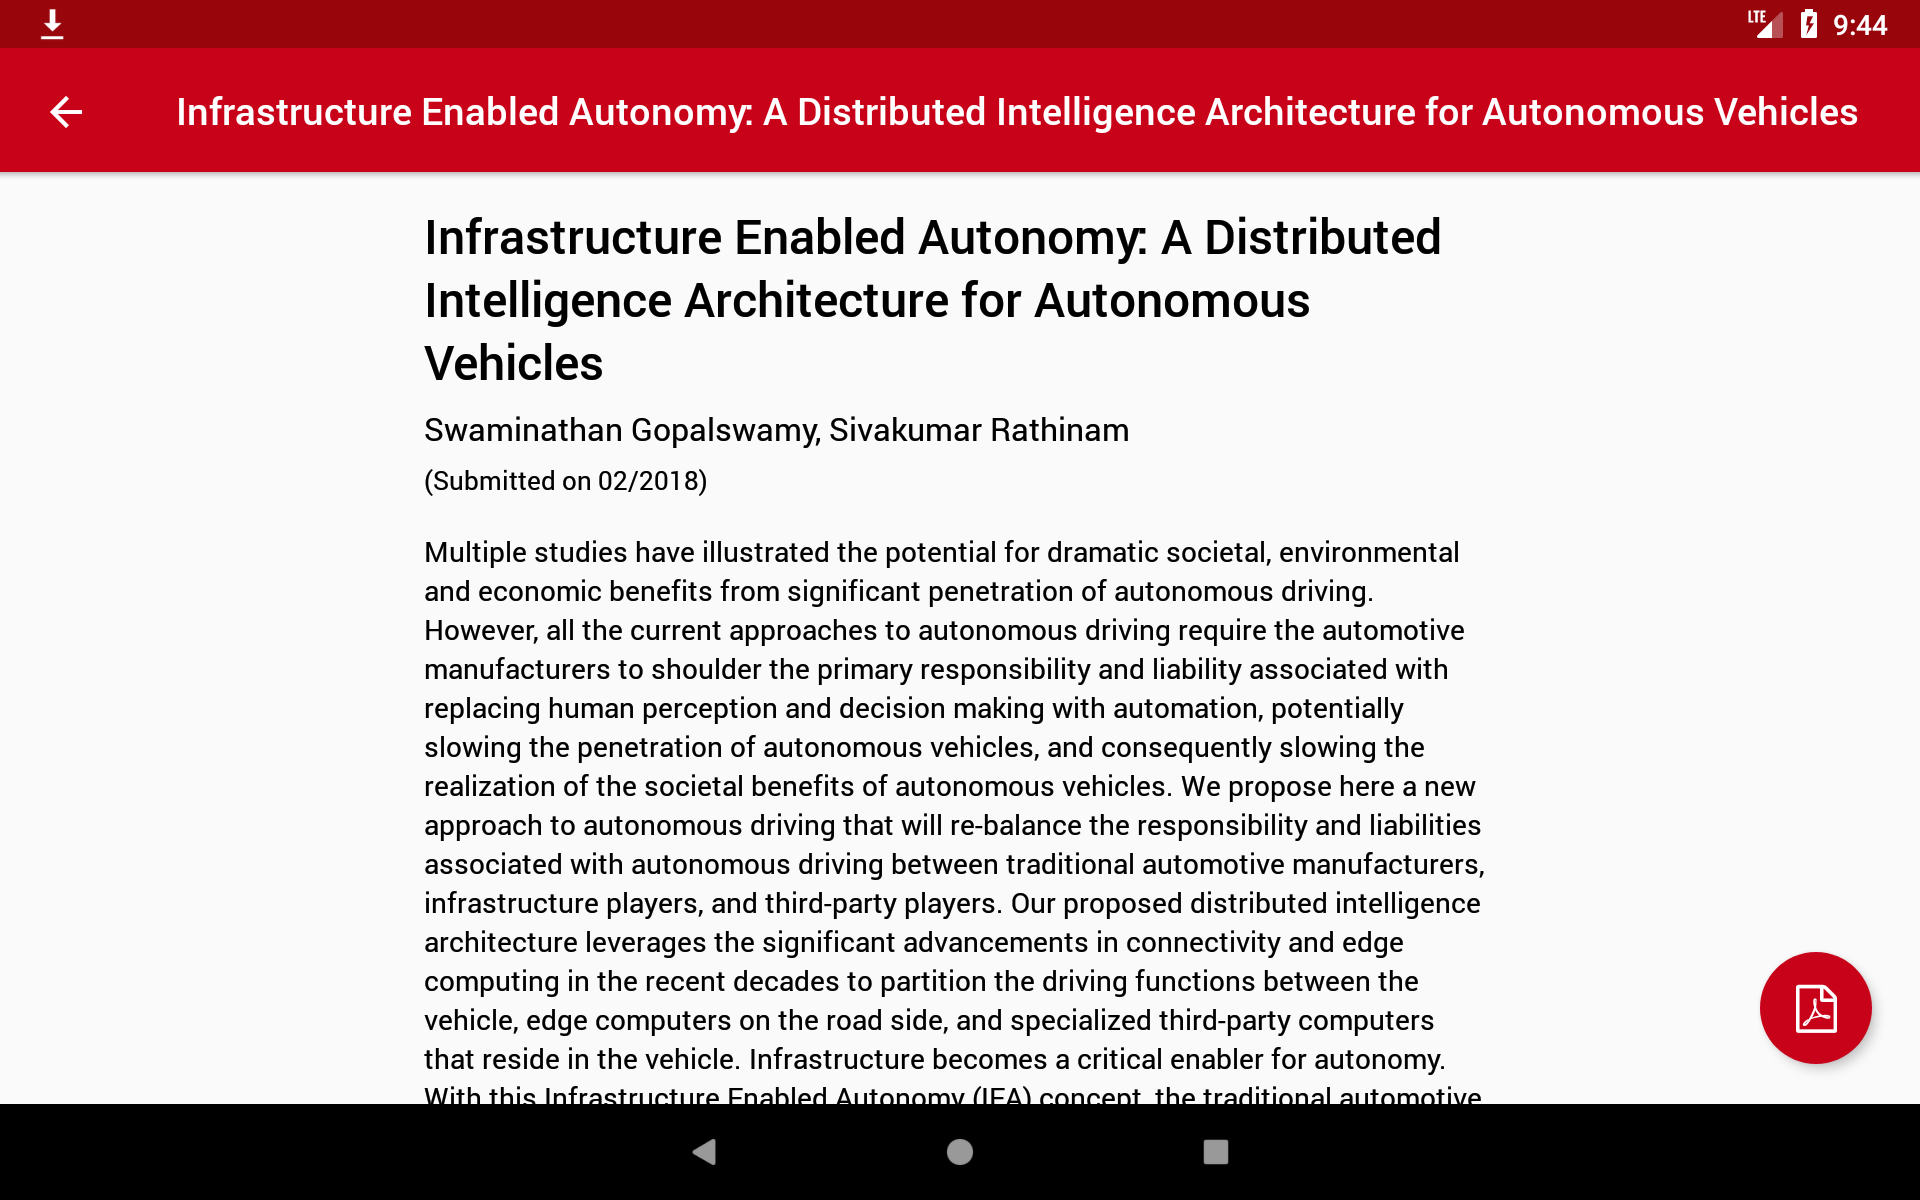 LTE 9:44
Infrastructure Enabled Autonomy: A Distributed Intelligence Architecture for Autonomous Vehicles
Infrastructure Enabled Autonomy: A Distributed
Intelligence Architecture for Autonomous
Vehicles
Swaminathan Gopalswamy, Sivakumar Rathinam
(Submitted on 02/2018)
Multiple studies have illustrated the potential for dramatic societal, environmental
and economic benefits from significant penetration of autonomous driving.
However, all the current approaches to autonomous driving require the automotive
manufacturers to shoulder the primary responsibility and liability associated with
replacing human perception and decision making with automation, potentially
slowing the penetration of autonomous vehicles, and consequently slowing the
realization of the societal benefits of autonomous vehicles. We propose here a new
approach to autonomous driving that will re-balance the responsibility and liabilities
associated with autonomous driving between traditional automotive manufacturers,
infrastructure players, and third-party players. Our proposed distributed intelligence
architecture leverages the significant advancements in connectivity and edge
computing in the recent decades to partition the driving functions between the
vehicle, edge computers on the road side, and specialized third-party computers
that reside in the vehicle. Infrastructure becomes a critical enabler for autonomy.
With this Infrastructure Enabled Autonomy (IEA) concept, the traditional automotive